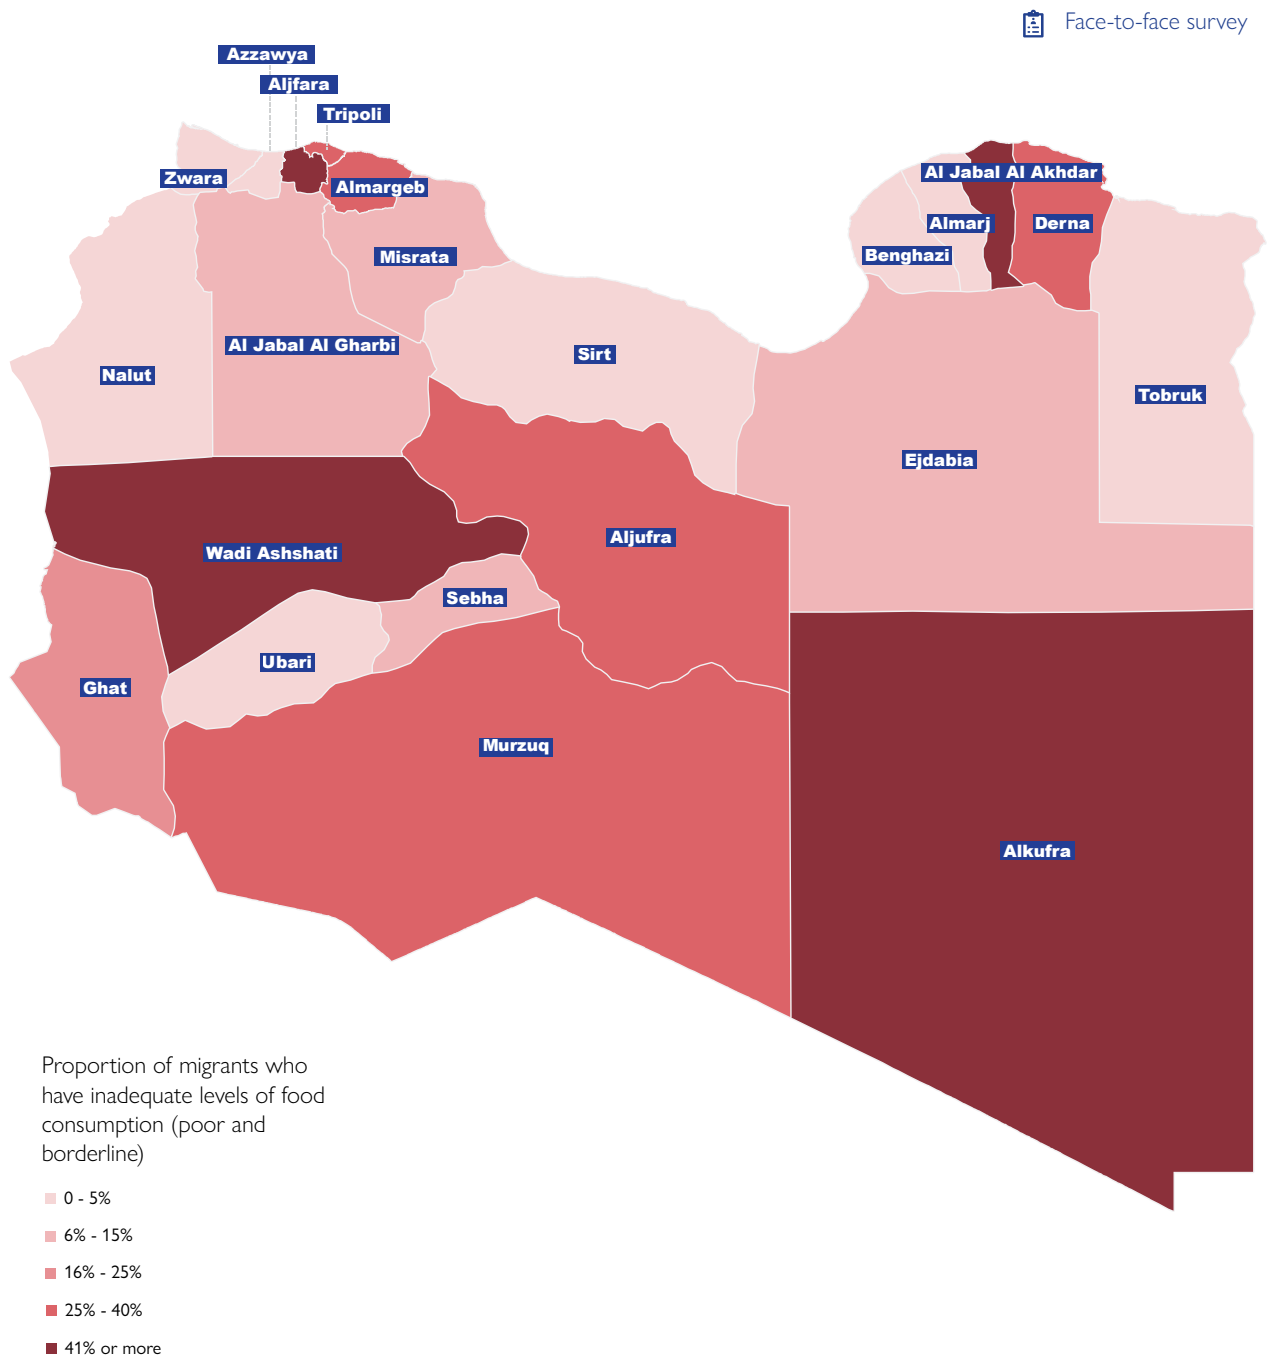 Face-to-face survey
Azzawya
Aljfara
Tripoli
Zwara
Almargeb
Al Jabal Al Akhdar
Almarj
Derna
Misrata
Benghazi
Al Jabal Al Gharbi
Sirt
Nalut
Tobruk
Ejdabia
Aljufra
Wadi Ashshati
Sebha
Ubari
Ghat
Murzuq
Alkufra
Proportion of migrants who
have inadequate levels of food
consumption (poor and
borderline)
0 - 5%
6% - 15%
16% - 25%
25% - 40%
41% or more